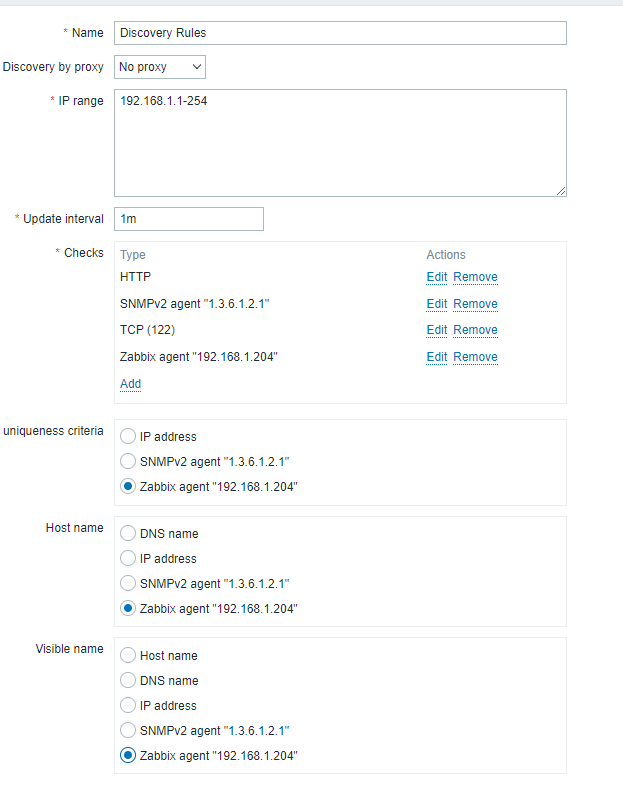 * Name Discovery Rules
Discovery by proxy No proxy
* IP range 192.168.1.1-254
* Update interval 1m
* Checks Type Actions
HTTP Edit Remove
SNMPv2 agent "1.3.6.1.2.1" Edit Remove
TCP (122) Edit Remove
Zabbix agent "192.168.1.204" Edit Remove
Add
uniqueness criteria IP address
SNMPv2 agent "1.3.6.1.2.1"
Zabbix agent "192.168.1.204"
Host name DNS name
IP address
SNMPv2 agent "1.3.6.1.2.1"
Zabbix agent "192.168.1.204"
Visible name Host name
DNS name
IP address
SNMPv2 agent "1.3.6.1.2.1"
Zabbix agent "192.168.1.204"